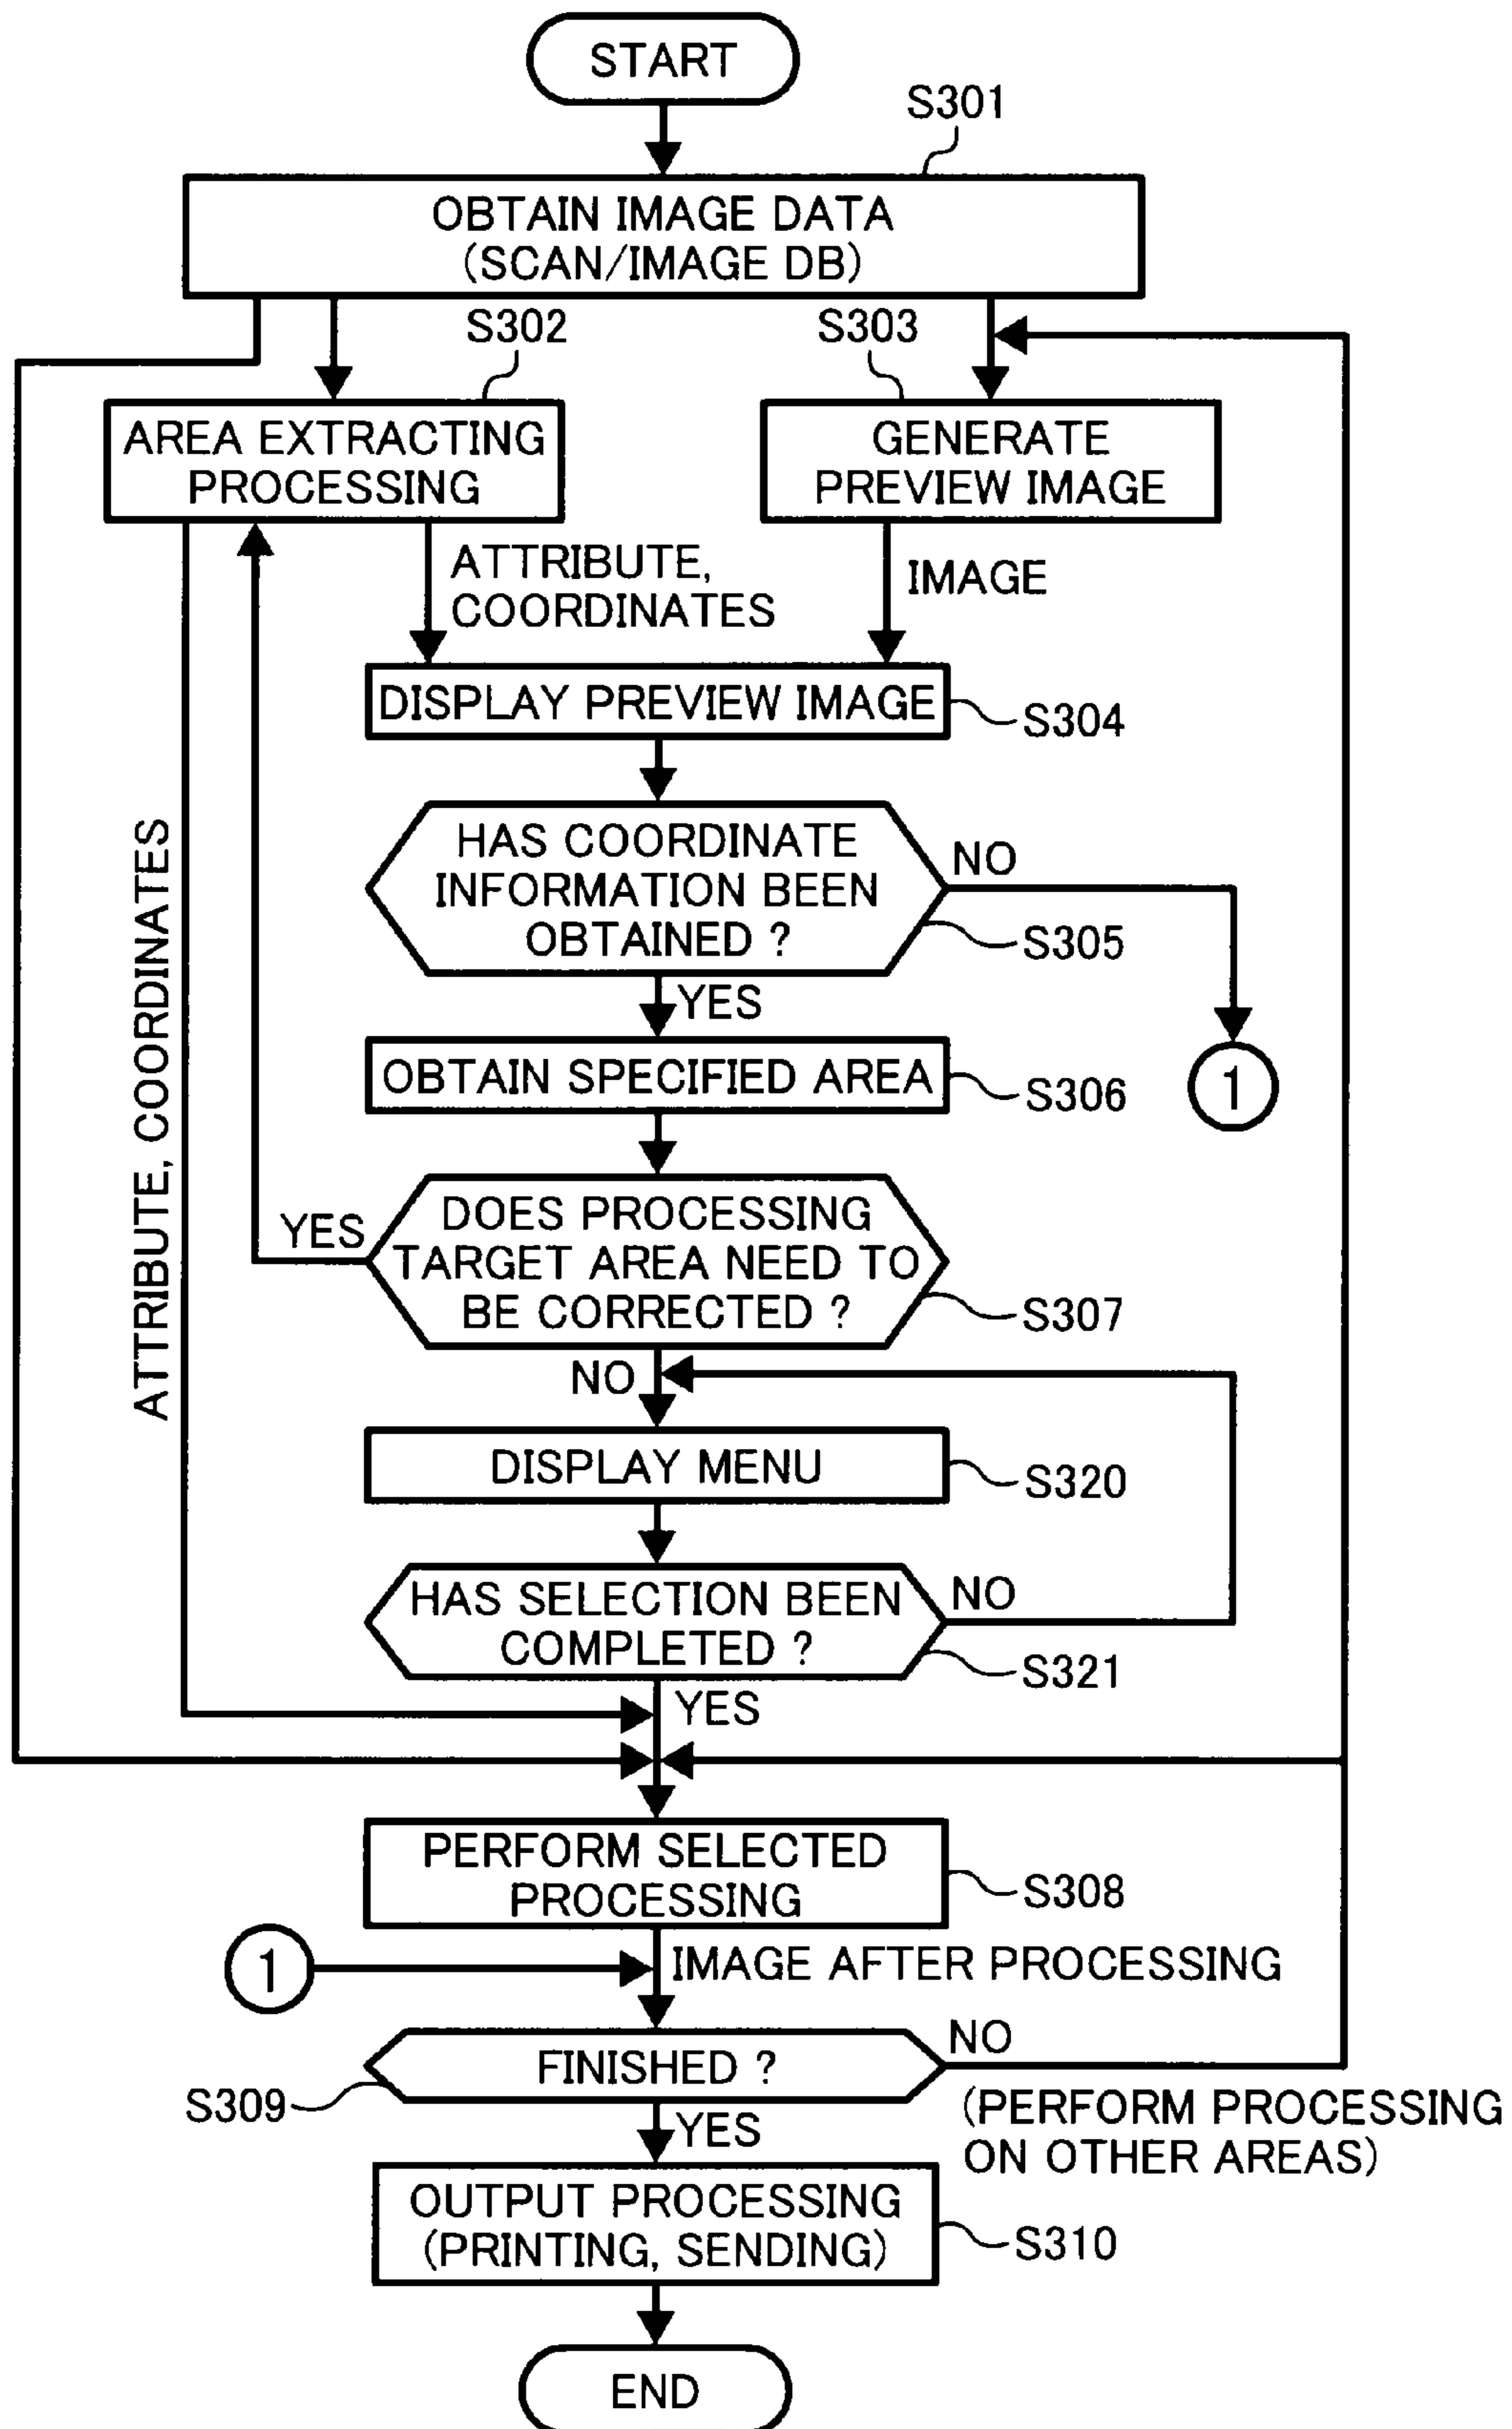 START
S301
OBTAIN IMAGE DATA
(SCAN/IMAGE DB)
S302
S303
AREA EXTRACTING
PROCESSING
GENERATE
PREVIEW IMAGE
ATTRIBUTE,
COORDINATES
IMAGE
DISPLAY PREVIEW IMAGE
S304
ATTRIBUTE, COORDINATES
HAS COORDINATE
INFORMATION BEEN
OBTAINED ?
NO
S305
YES
OBTAIN SPECIFIED AREA
S306
1
DOES PROCESSING
TARGET AREA NEED TO
BE CORRECTED ?
YES
S307
NO
DISPLAY MENU
S320
HAS SELECTION BEEN
COMPLETED ?
NO
S321
YES
PERFORM SELECTED
PROCESSING
S308
1
IMAGE AFTER PROCESSING
FINISHED ?
NO
S309
(PERFORM PROCESSING
ON OTHER AREAS)
YES
OUTPUT PROCESSING
(PRINTING, SENDING)
S310
END